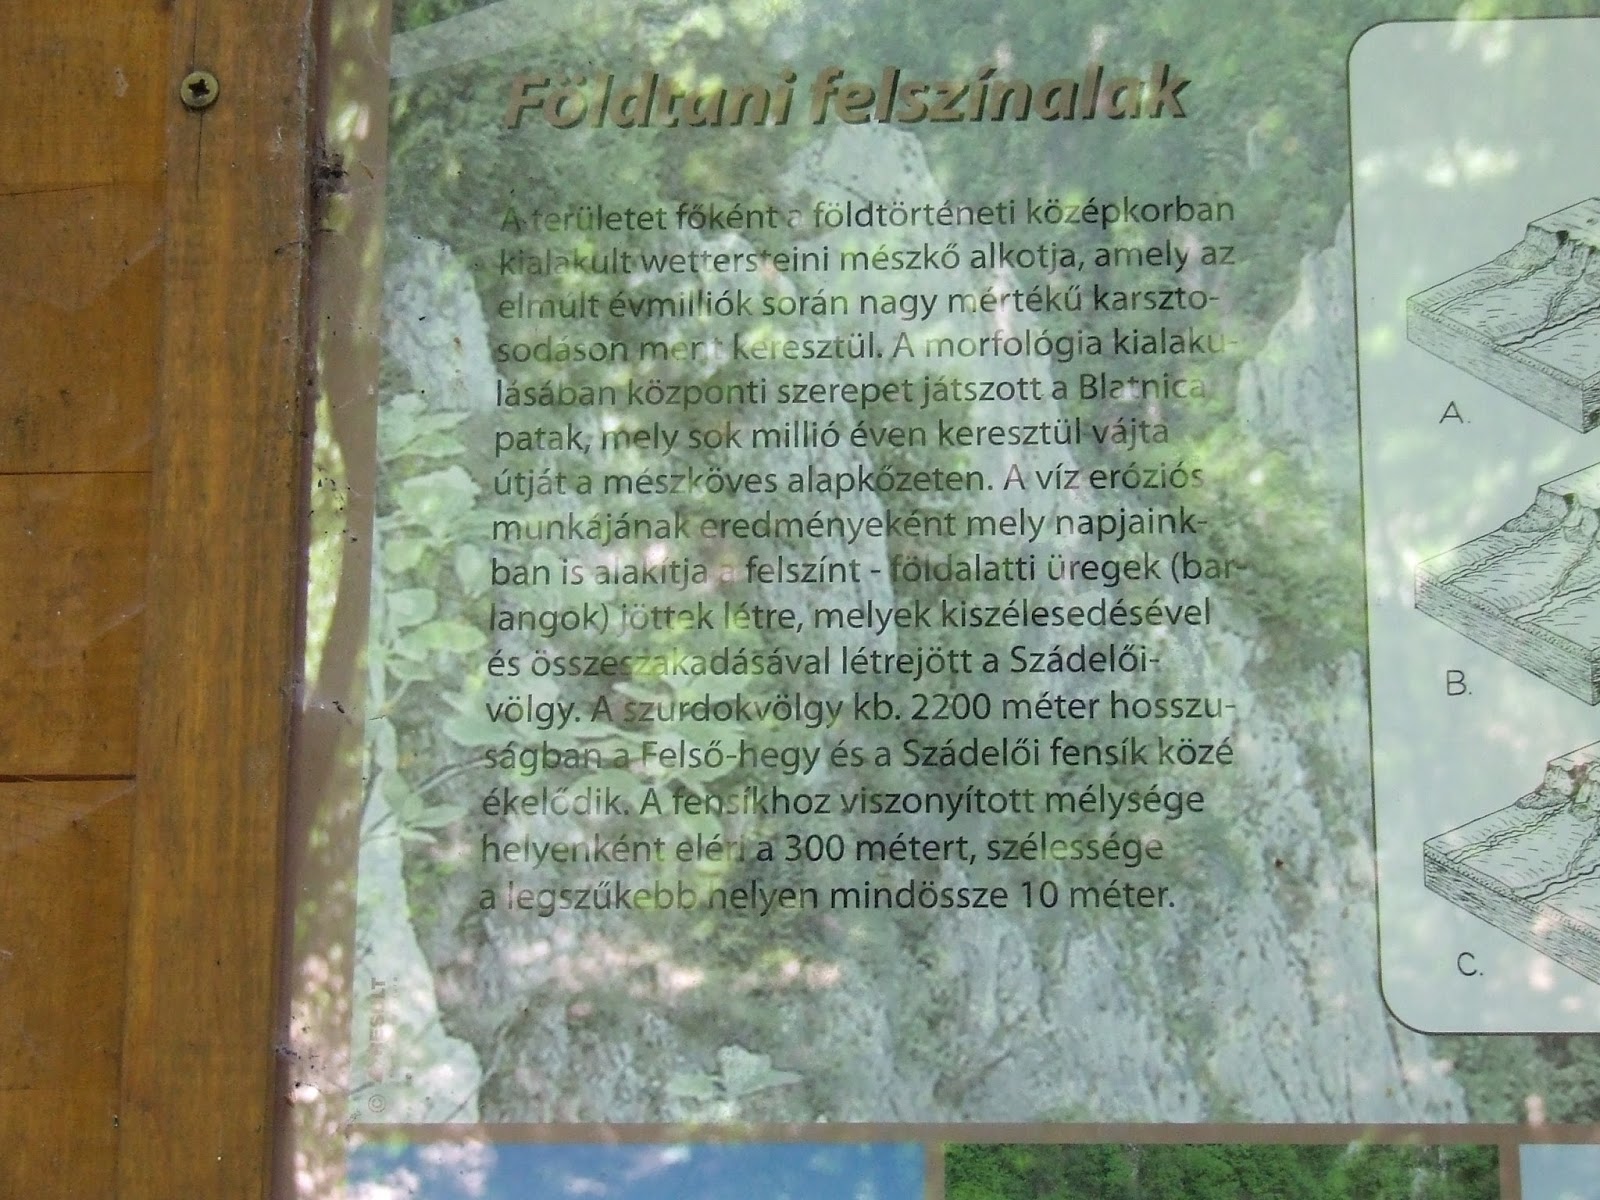 Földtani felszínalak
A területet főként a földtörténeti középkorban
kialakult wettersteini mészkő alkotja, amely az
elmúlt évmilliók során nagy mértékű karszto-
sodáson ment keresztül. A morfológia kialaku-
lásában központi szerepet játszott a Blatnica
patak, mely sok millió éven keresztül vájta
útját a mészköves alapkőzeten. A víz eróziós
munkájának eredményeként mely napjaink-
ban is alakítja a felszínt - földalatti üregek (bar-
langok) jöttek létre, melyek kiszélesedésével
és összeszakadásával létrejött a Szádelői-
völgy. A szurdokvölgy kb. 2200 méter hosszu-
ságban a Felső-hegy és a Szádelői fensík közé
ékelődik. A fensíkhoz viszonyított mélysége
helyenként eléri a 300 métert, szélessége
a legszűkebb helyen mindössze 10 méter.
A.
B.
C.